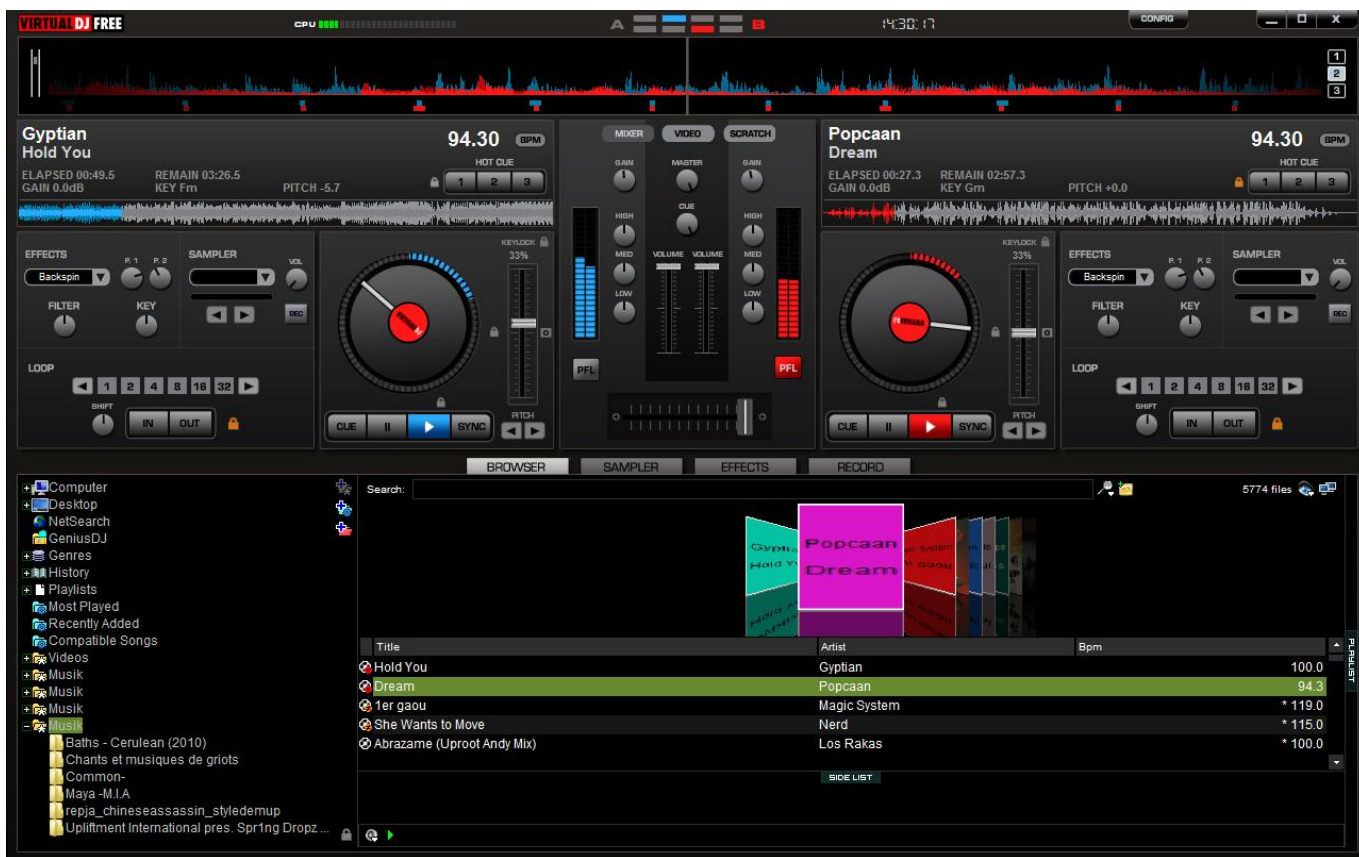 VIRTUAL DJ FREE
CPU
A
B
14:30:17
CONFIG
X
1
2
3
Gyptian
Hold You
94.30 BPM
HOT CUE
ELAPSED 00:49.5 REMAIN 03:26.5
GAIN 0.0dB KEY Fm PITCH -5.7
1 2 3
MIXER VIDEO SCRATCH
GAIN MASTER GAIN
CUE
HIGH HIGH
MED VOLUME VOLUME MED
LOW LOW
PFL PFL
Popcaan
Dream
94.30 BPM
HOT CUE
ELAPSED 00:27.3 REMAIN 02:57.3
GAIN 0.0dB KEY Gm PITCH +0.0
1 2 3
EFFECTS P. 1 P. 2 SAMPLER VOL
Backspin
FILTER KEY REC
LOOP
1 2 4 8 16 32
SHIFT
IN OUT
KEYLOCK
33%
CUE II SYNC
PITCH
KEYLOCK
33%
CUE II SYNC
PITCH
EFFECTS P. 1 P. 2 SAMPLER VOL
Backspin
FILTER KEY REC
LOOP
1 2 4 8 16 32
SHIFT
IN OUT
BROWSER SAMPLER EFFECTS RECORD
Computer
Desktop
NetSearch
GeniusDJ
Genres
History
Playlists
Most Played
Recently Added
Compatible Songs
Videos
Musik
Musik
Musik
Musik
Baths - Cerulean (2010)
Chants et musiques de griots
Common-
Maya -M.I.A
repja_chineseassassin_styledemup
Upliftment International pres. Spr1ng Dropz ...
Search:
5774 files
Popcaan
Dream
Title Artist Bpm
Hold You Gyptian 100.0
Dream Popcaan 94.3
1er gaou Magic System * 119.0
She Wants to Move Nerd * 115.0
Abrazame (Uproot Andy Mix) Los Rakas * 100.0
SIDE LIST
PLAYLIST